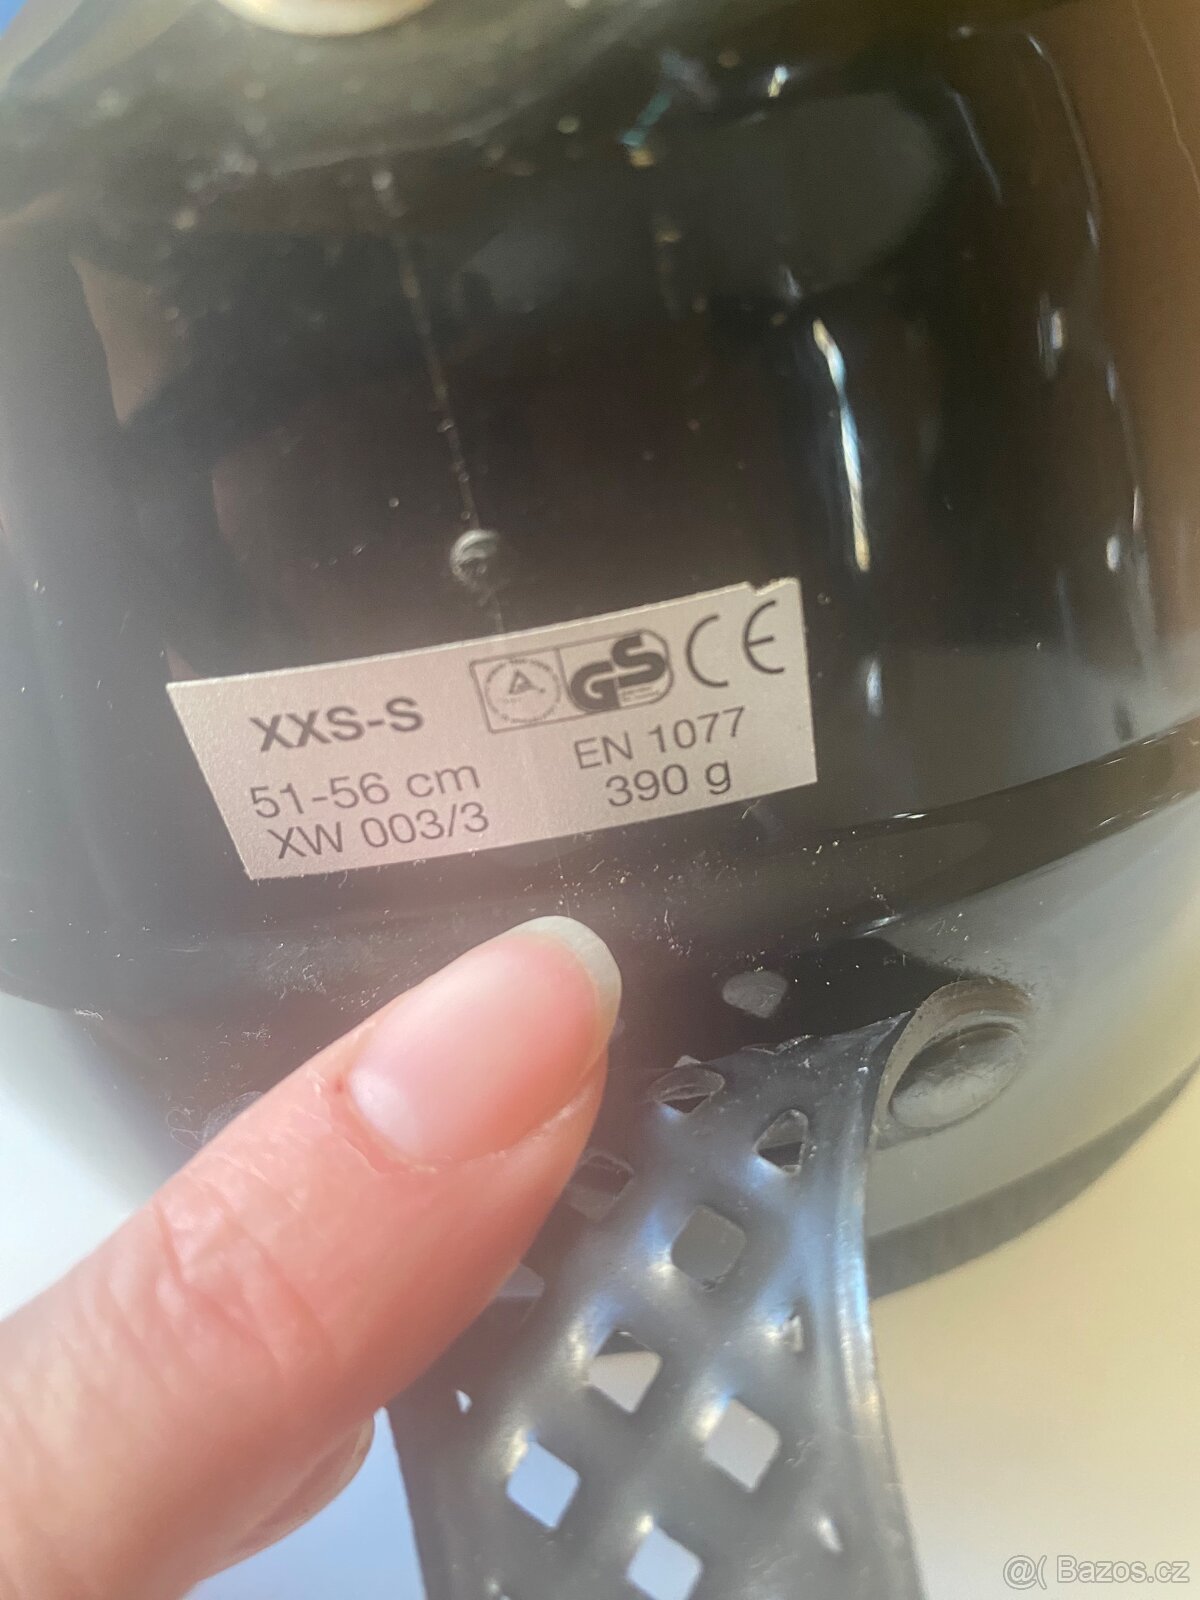 XXS-S
51-56 cm
XW 003/3
GS CE
EN 1077
390 g
@( Bazos.cz